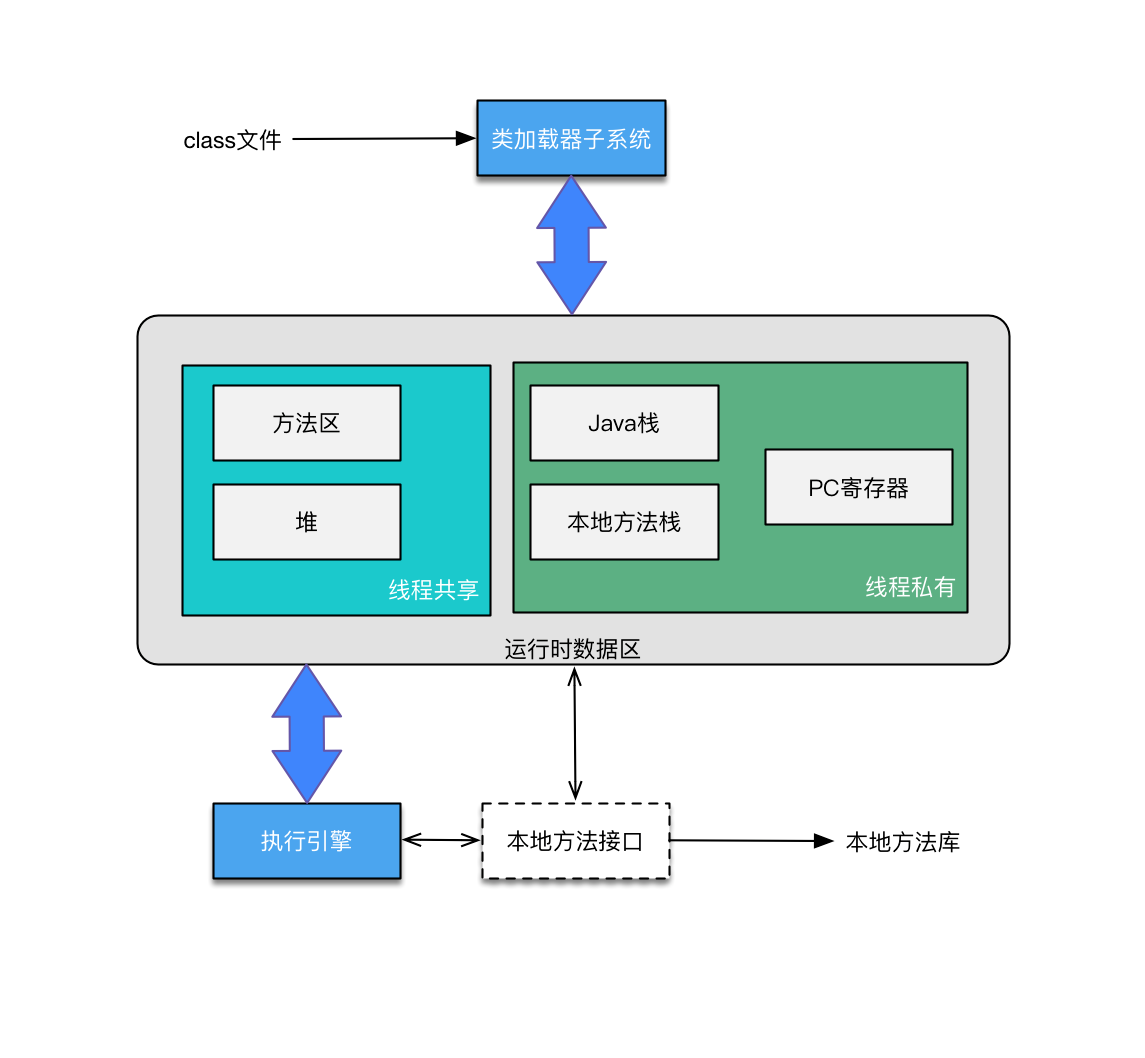 class文件
类加载器子系统
方法区
堆
线程共享
Java栈
本地方法栈
PC寄存器
线程私有
运行时数据区
执行引擎
本地方法接口
本地方法库